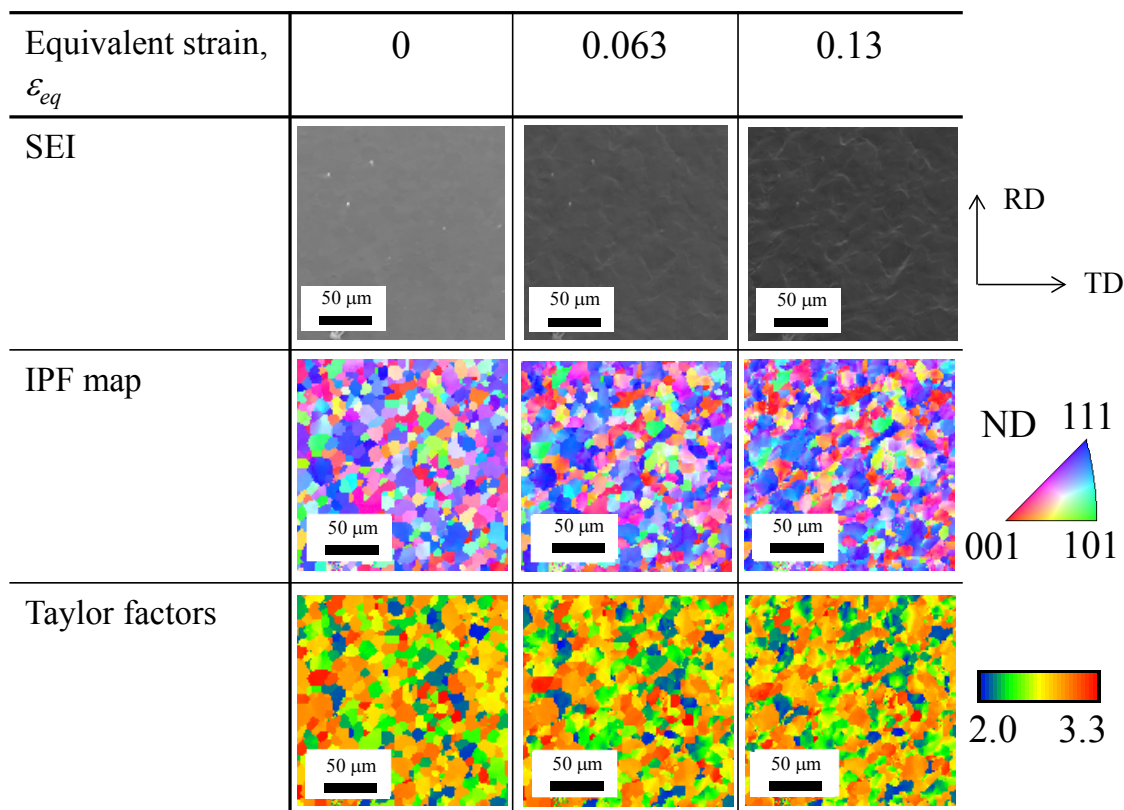 Equivalent strain, 0 0.063 0.13
εeq
SEI
RD
TD
50 μm 50 μm 50 μm
IPF map
ND 111
001 101
50 μm 50 μm 50 μm
Taylor factors
2.0 3.3
50 μm 50 μm 50 μm